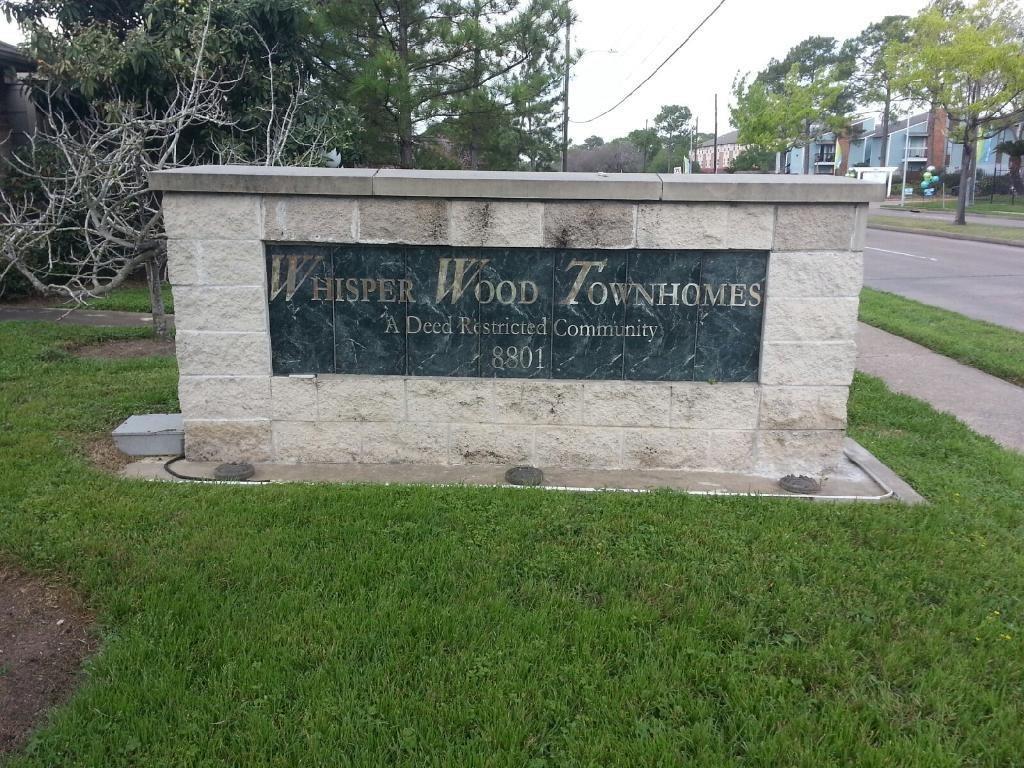 Whisper Wood Townhomes
A Deed Restricted Community
8801